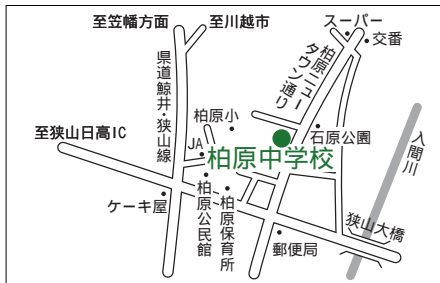 至笠幡方面
至川越市
スーパー
交番
県道鯨井・狭山線
柏原ニュー
タウン通り
柏原小
石原公園
入間川
至狭山日高IC
JA
柏原中学校
ケーキ屋
柏原公民館
柏原保育所
郵便局
狭山大橋